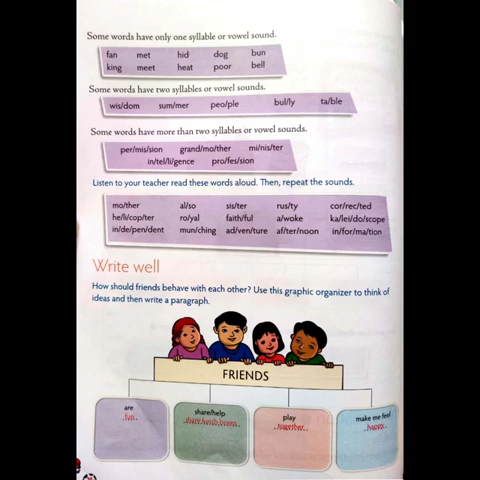 Some words have only one syllable or vowel sound.
fan met hid dog bun
king meet heat poor bell
Some words have two syllables or vowel sounds.
wis/dom sum/mer peo/ple bul/ly ta/ble
Some words have more than two syllables or vowel sounds.
per/mis/sion grand/mo/ther mi/nis/ter
in/tel/li/gence pro/fes/sion
Listen to your teacher read these words aloud. Then, repeat the sounds.
mo/ther al/so sis/ter rus/ty cor/rec/ted
he/li/cop/ter ro/yal faith/ful a/woke ka/lei/do/scope
in/de/pen/dent mun/ching ad/ven/ture af/ter/noon in/for/ma/tion
Write well
How should friends behave with each other? Use this graphic organizer to think of
ideas and then write a paragraph.
FRIENDS
are
fun
share/help
share lunch boxes
play
together
make me feel
happy